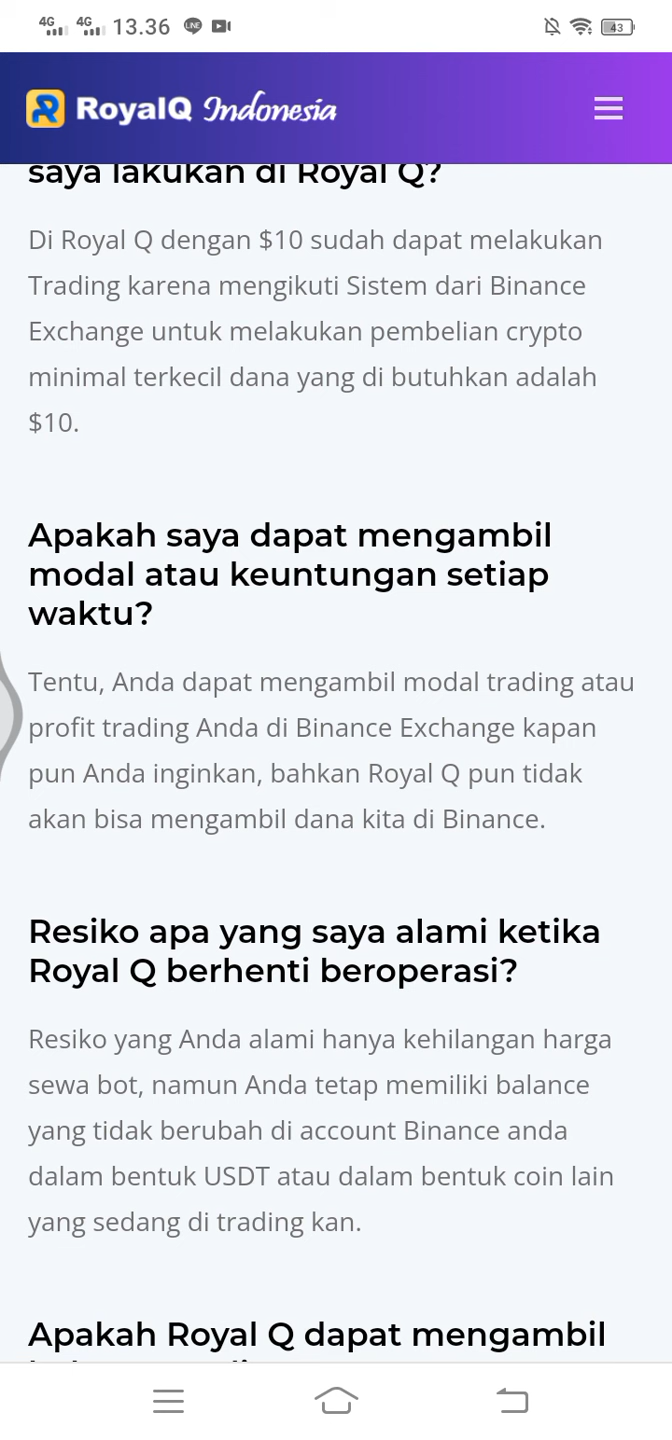 4G 4G 13.36 LINE 43
RoyalQ Indonesia
saya lakukan di Royal Q?
Di Royal Q dengan $10 sudah dapat melakukan
Trading karena mengikuti Sistem dari Binance
Exchange untuk melakukan pembelian crypto
minimal terkecil dana yang di butuhkan adalah
$10.
Apakah saya dapat mengambil
modal atau keuntungan setiap
waktu?
Tentu, Anda dapat mengambil modal trading atau
profit trading Anda di Binance Exchange kapan
pun Anda inginkan, bahkan Royal Q pun tidak
akan bisa mengambil dana kita di Binance.
Resiko apa yang saya alami ketika
Royal Q berhenti beroperasi?
Resiko yang Anda alami hanya kehilangan harga
sewa bot, namun Anda tetap memiliki balance
yang tidak berubah di account Binance anda
dalam bentuk USDT atau dalam bentuk coin lain
yang sedang di trading kan.
Apakah Royal Q dapat mengambil